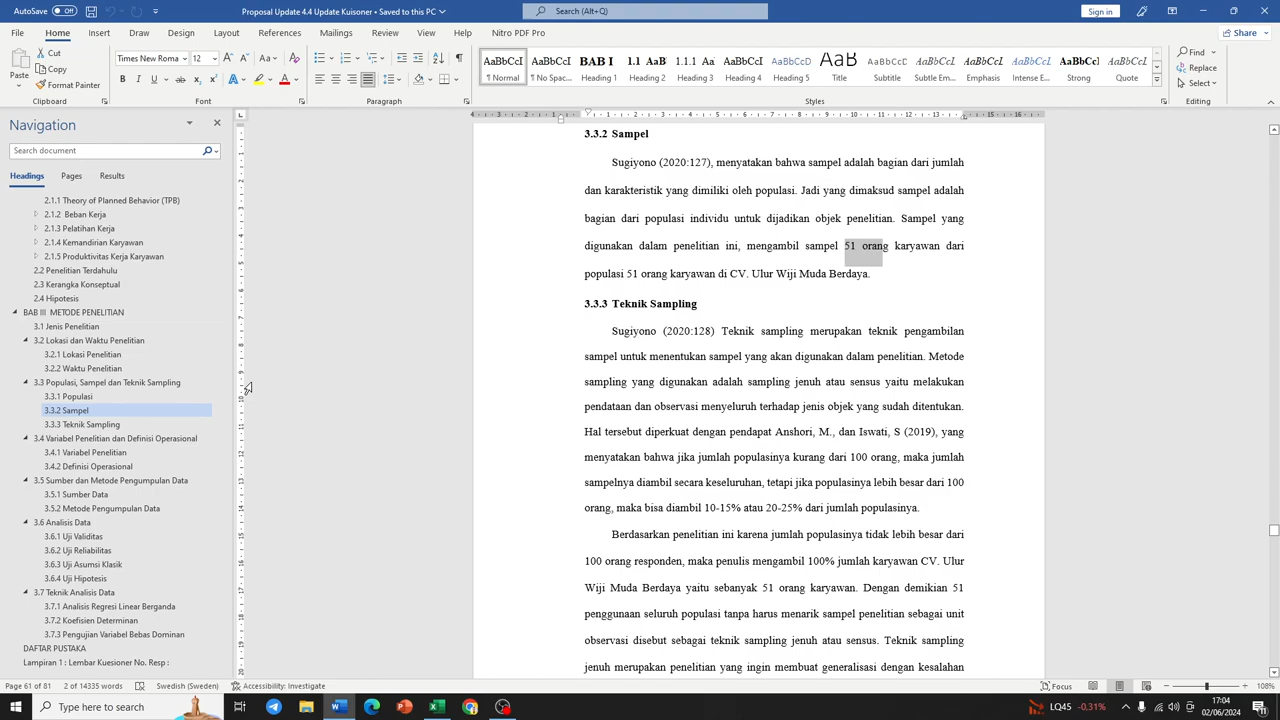 AutoSave Off
Proposal Update 4.3 Update Kusioner - Saved to this PC
Search (Alt+Q)
Sign in
File Home Insert Draw Design Layout References Mailings Review View Help Nitro PDF Pro
Share
Paste
Cut
Copy
Format Painter
Times New Roma 12
AaBbCcI AaBbCcI BAB I 1.1 AaB 1.1.1 Aa AaBbCcI AaBbCcD AaB AaBbCcD AaBbCcI AaBbCcI AaBbCcI AaBbCcI AaBbCcI
¶ Normal ¶ No Spac... Heading 1 Heading 2 Heading 3 Heading 4 Heading 5 Title Subtitle Subtle Em... Emphasis Intense E... Strong Quote
Find
Replace
Select
Clipboard Font Paragraph Styles Editing
Navigation
Search document
Headings Pages Results
2.1.1 Theory of Planned Behavior (TPB)
2.1.2 Beban Kerja
2.1.3 Pelatihan Kerja
2.1.4 Kemandirian Karyawan
2.1.5 Produktivitas Kerja Karyawan
2.2 Penelitian Terdahulu
2.3 Kerangka Konseptual
2.4 Hipotesis
BAB III METODE PENELITIAN
3.1 Jenis Penelitian
3.2 Lokasi dan Waktu Penelitian
3.2.1 Lokasi Penelitian
3.2.2 Waktu Penelitian
3.3 Populasi, Sampel dan Teknik Sampling
3.3.1 Populasi
3.3.2 Sampel
3.3.3 Teknik Sampling
3.4 Variabel Penelitian dan Definisi Operasional
3.4.1 Variabel Penelitian
3.4.2 Definisi Operasional
3.5 Sumber dan Metode Pengumpulan Data
3.5.1 Sumber Data
3.5.2 Metode Pengumpulan Data
3.6 Analisis Data
3.6.1 Uji Validitas
3.6.2 Uji Reliabilitas
3.6.3 Uji Asumsi Klasik
3.6.4 Uji Hipotesis
3.7 Teknik Analisis Data
3.7.1 Analisis Regresi Linear Berganda
3.7.2 Koefisien Determinan
3.7.3 Pengujian Variabel Bebas Dominan
DAFTAR PUSTAKA
Lampiran 1 : Lembar Kuesioner No. Resp :
3.3.2 Sampel
Sugiyono (2020:127), menyatakan bahwa sampel adalah bagian dari jumlah
dan karakteristik yang dimiliki oleh populasi. Jadi yang dimaksud sampel adalah
bagian dari populasi individu untuk dijadikan objek penelitian. Sampel yang
digunakan dalam penelitian ini, mengambil sampel 51 orang karyawan dari
populasi 51 orang karyawan di CV. Ulur Wiji Muda Berdaya.
3.3.3 Teknik Sampling
Sugiyono (2020:128) Teknik sampling merupakan teknik pengambilan
sampel untuk menentukan sampel yang akan digunakan dalam penelitian. Metode
sampling yang digunakan adalah sampling jenuh atau sensus yaitu melakukan
pendataan dan observasi menyeluruh terhadap jenis objek yang sudah ditentukan.
Hal tersebut diperkuat dengan pendapat Anshori, M., dan Iswati, S (2019), yang
menyatakan bahwa jika jumlah populasinya kurang dari 100 orang, maka jumlah
sampelnya diambil secara keseluruhan, tetapi jika populasinya lebih besar dari 100
orang, maka bisa diambil 10-15% atau 20-25% dari jumlah populasinya.
Berdasarkan penelitian ini karena jumlah populasinya tidak lebih besar dari
100 orang responden, maka penulis mengambil 100% jumlah karyawan CV. Ulur
Wiji Muda Berdaya yaitu sebanyak 51 orang karyawan. Dengan demikian 51
penggunaan seluruh populasi tanpa harus menarik sampel penelitian sebagai unit
observasi disebut sebagai teknik sampling jenuh atau sensus. Teknik sampling
jenuh merupakan penelitian yang ingin membuat generalisasi dengan kesalahan
Page 61 of 81 2 of 14335 words Swedish (Sweden) Accessibility: Investigate
Focus
108%
Type here to search
LQ45 -0,31%
17:04
02/06/2024